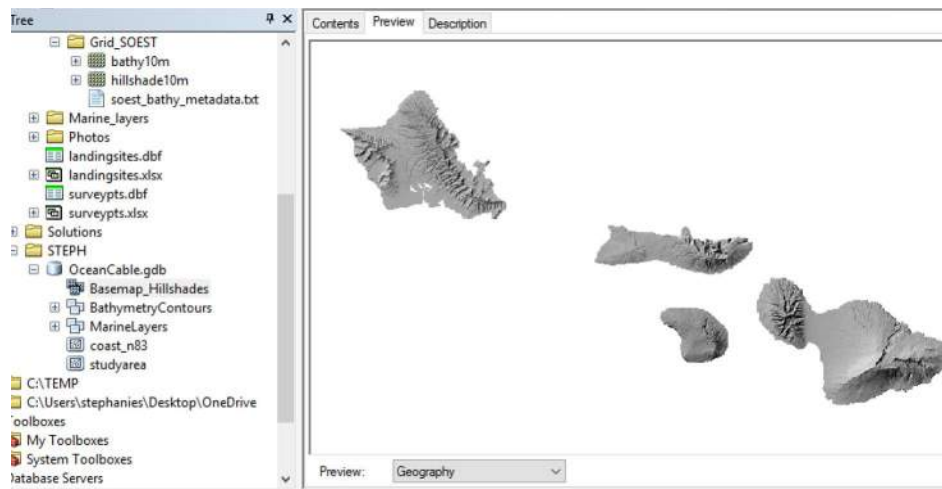 Tree
Grid_SOEST
bathy10m
hillshade10m
soest_bathy_metadata.txt
Marine_layers
Photos
landingsites.dbf
landingsites.xlsx
surveypts.dbf
surveypts.xlsx
Solutions
STEPH
OceanCable.gdb
Basemap_Hillshades
BathymetryContours
MarineLayers
coast_n83
studyarea
C:\TEMP
C:\Users\stephanies\Desktop\OneDrive
oolboxes
My Toolboxes
System Toolboxes
Database Servers
Contents Preview Description
Preview: Geography